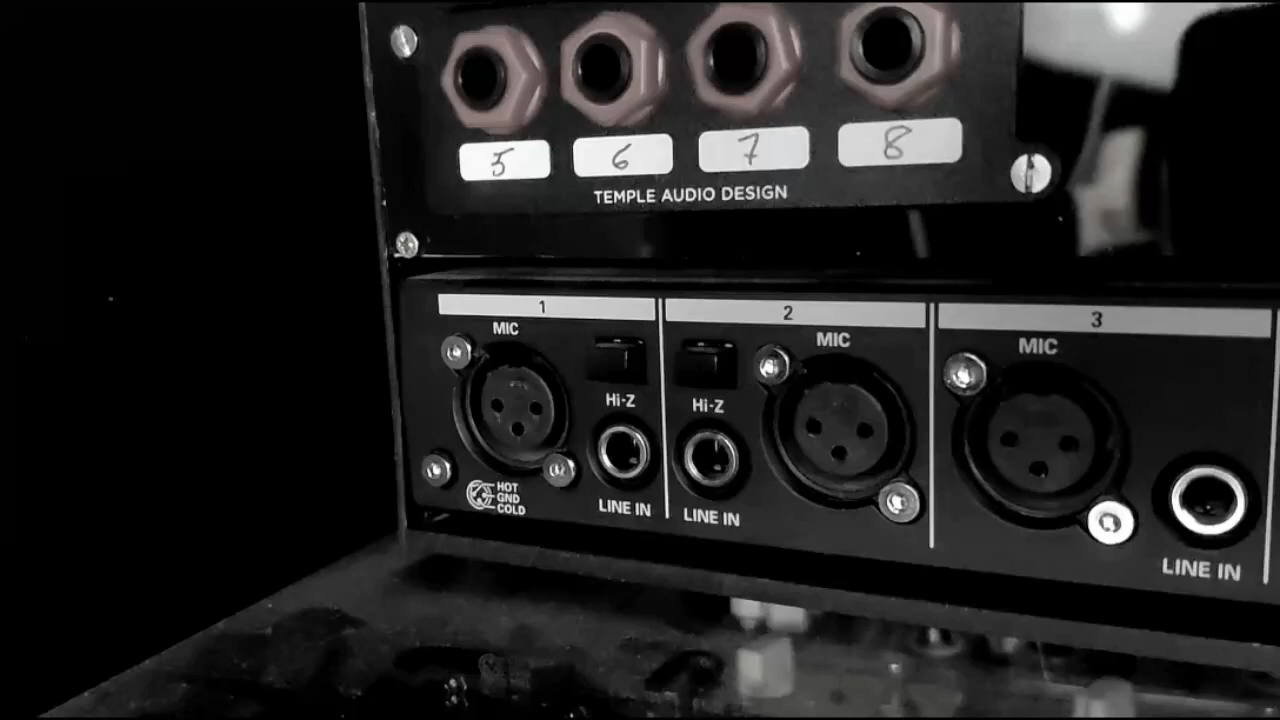 5 6 7 8
TEMPLE AUDIO DESIGN
1 2 3
MIC MIC MIC
Hi-Z Hi-Z
HOT
GND
COLD
LINE IN LINE IN LINE IN